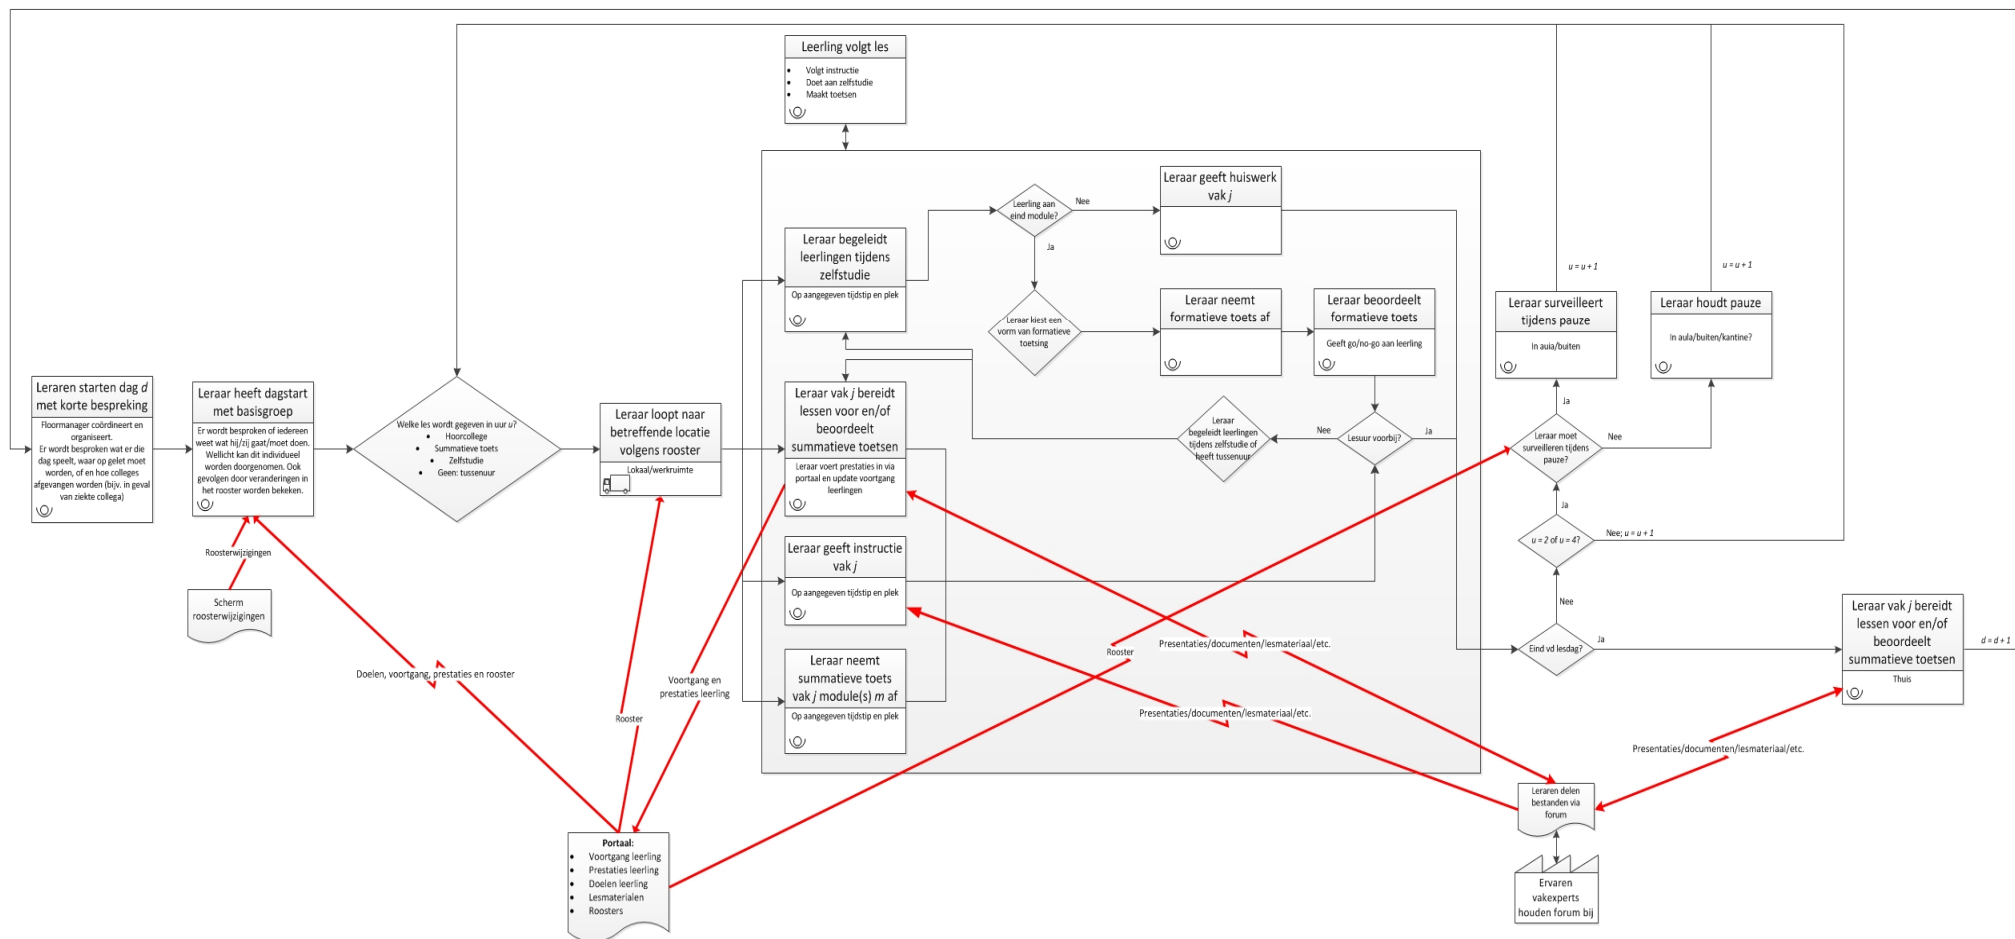 Leerling volgt les
• Volgt instructie
• Doet aan zelfstudie
• Maakt toetsen
Leraren starten dag d
met korte bespreking
Floormanager coördineert en
organiseert.
Er wordt besproken wat er die
dag speelt, waar op gelet moet
worden, of en hoe colleges
afgevangen worden (bijv. in geval
van ziekte collega)
Leraar heeft dagstart
met basisgroep
Er wordt besproken of iedereen
weet wat hij/zij gaat/moet doen.
Wellicht kan dit individueel
worden doorgenomen. Ook
gevolgen door veranderingen in
het rooster worden bekeken.
Roosterwijzigingen
Scherm
roosterwijzigingen
Welke les wordt gegeven in uur u?
• Hoorcollege
• Summatieve toets
• Zelfstudie
• Geen: tussenuur
Leraar loopt naar
betreffende locatie
volgens rooster
Lokaal/werkruimte
Leraar begeleidt
leerlingen tijdens
zelfstudie
Op aangegeven tijdstip en plek
Leraar vak j bereidt
lessen voor en/of
beoordeelt
summatieve toetsen
Leraar voert prestaties in via
portaal en update voortgang
leerlingen
Leraar geeft instructie
vak j
Op aangegeven tijdstip en plek
Leraar neemt
summatieve toets
vak j module(s) m af
Op aangegeven tijdstip en plek
Leerling aan
eind module?
Nee
Ja
Leraar geeft huiswerk
vak j
Leraar kiest een
vorm van formatieve
toetsing
Leraar neemt
formatieve toets af
Leraar beoordeelt
formatieve toets
Geeft go/no-go aan leerling
Lesuur voorbij?
Nee
Ja
Leraar
begeleidt leerlingen
tijdens zelfstudie of
heeft tussenuur
u = u + 1
u = u + 1
Leraar surveilleert
tijdens pauze
In aula/buiten
Leraar houdt pauze
In aula/buiten/kantine?
Ja
Leraar moet
surveilleren tijdens
pauze?
Nee
Ja
u = 2 of u = 4?
Nee; u = u + 1
Nee
Eind vd lesdag?
Ja
Leraar vak j bereidt
lessen voor en/of
beoordeelt
summatieve toetsen
Thuis
d = d + 1
Doelen, voortgang, prestaties en rooster
Rooster
Voortgang en
prestaties leerling
Rooster
Presentaties/documenten/lesmateriaal/etc.
Presentaties/documenten/lesmateriaal/etc.
Presentaties/documenten/lesmateriaal/etc.
Portaal:
• Voortgang leerling
• Prestaties leerling
• Doelen leerling
• Lesmaterialen
• Roosters
Leraren delen
bestanden via
forum
Ervaren
vakexperts
houden forum bij